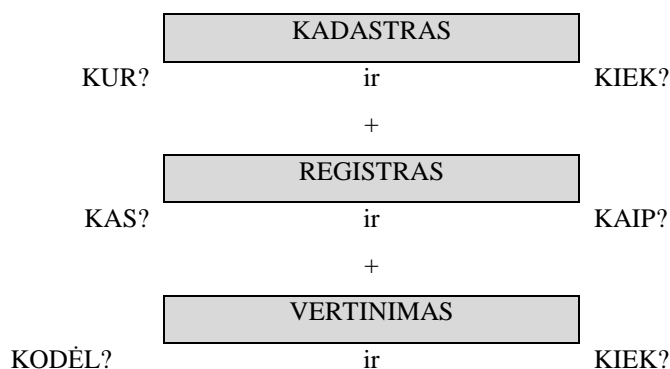 KADASTRAS
KUR? ir KIEK?
+
REGISTRAS
KAS? ir KAIP?
+
VERTINIMAS
KODĖL? ir KIEK?